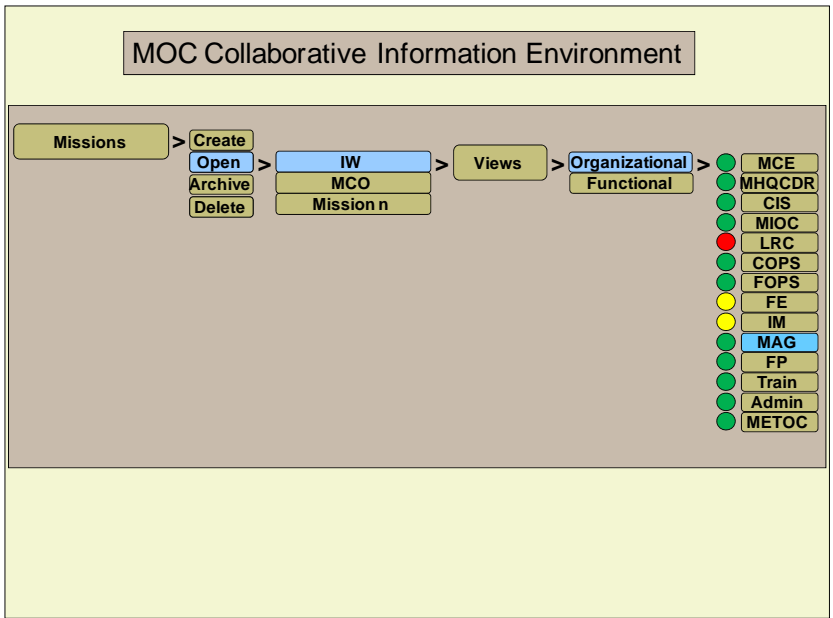 MOC Collaborative Information Environment
Missions > Create
Open > IW > Views > Organizational > MCE
Archive MCO Functional MHQCDR
Delete Mission n CIS
MIOC
LRC
COPS
FOPS
FE
IM
MAG
FP
Train
Admin
METOC